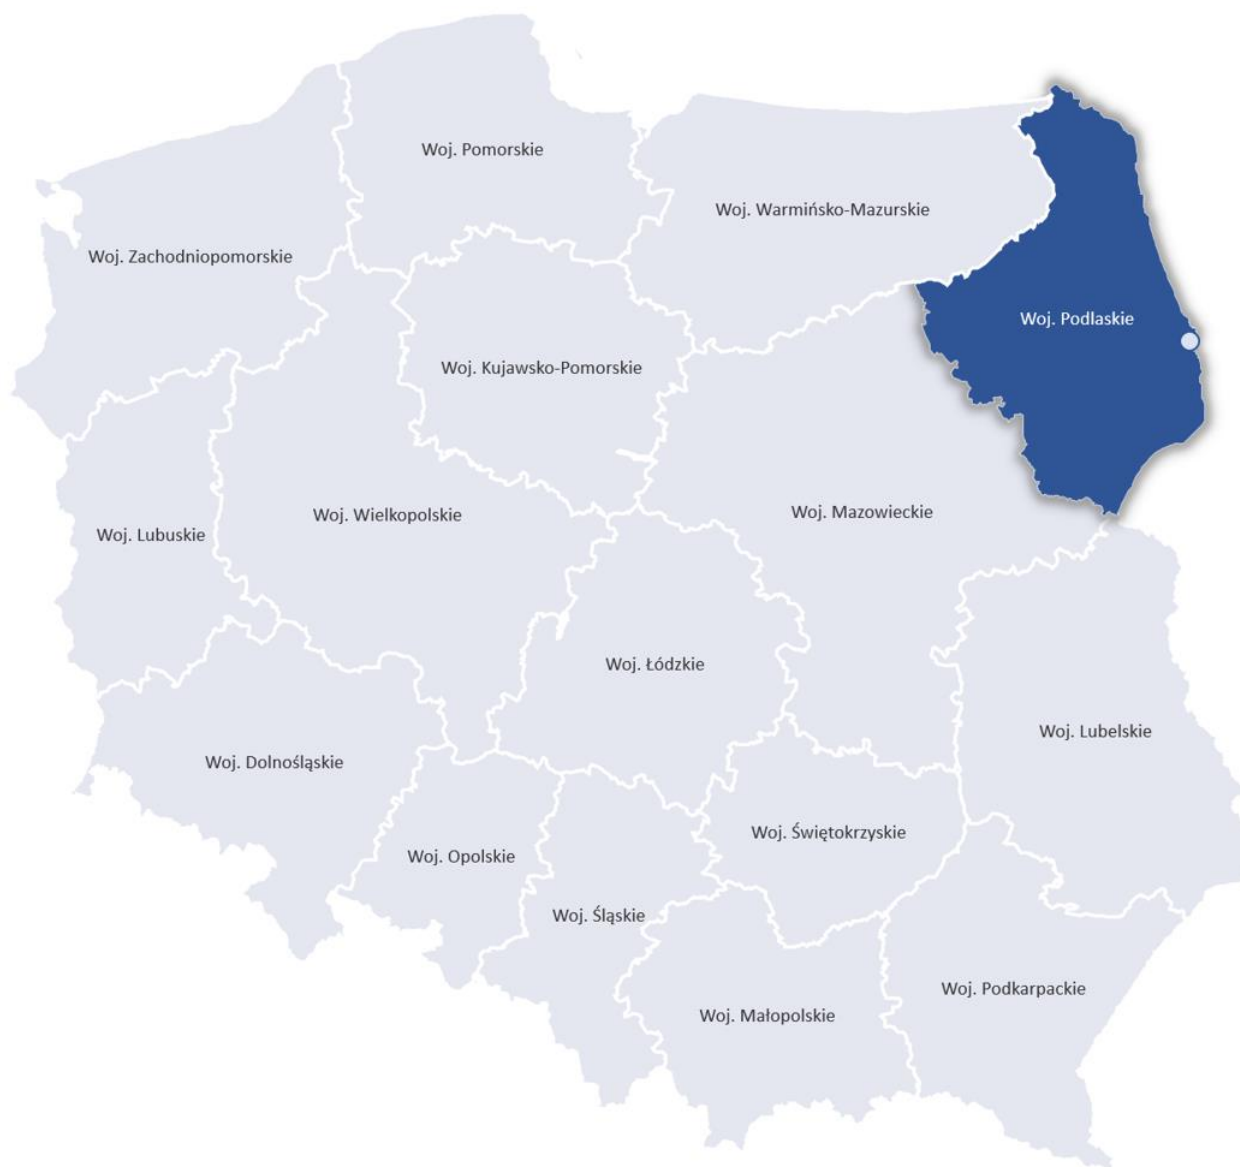 Woj. Pomorskie
Woj. Warmińsko-Mazurskie
Woj. Zachodniopomorskie
Woj. Podlaskie
Woj. Kujawsko-Pomorskie
Woj. Wielkopolskie
Woj. Mazowieckie
Woj. Lubuskie
Woj. Łódzkie
Woj. Lubelskie
Woj. Dolnośląskie
Woj. Świętokrzyskie
Woj. Opolskie
Woj. Śląskie
Woj. Podkarpackie
Woj. Małopolskie